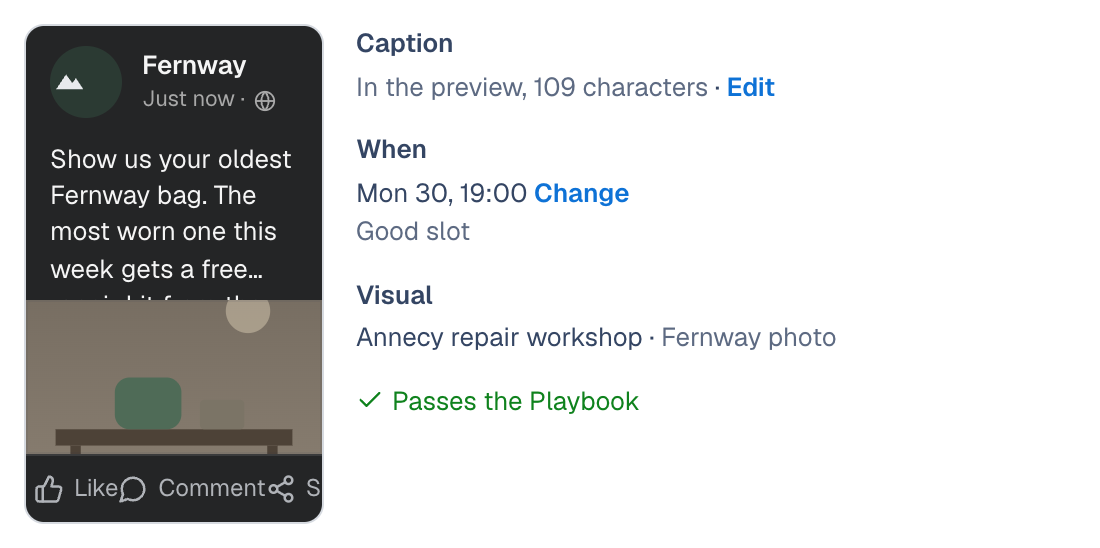 Fernway
Just now ·
Show us your oldest
Fernway bag. The
most worn one this
week gets a free…
Like Comment S
Caption
In the preview, 109 characters · Edit
When
Mon 30, 19:00 Change
Good slot
Visual
Annecy repair workshop · Fernway photo
Passes the Playbook